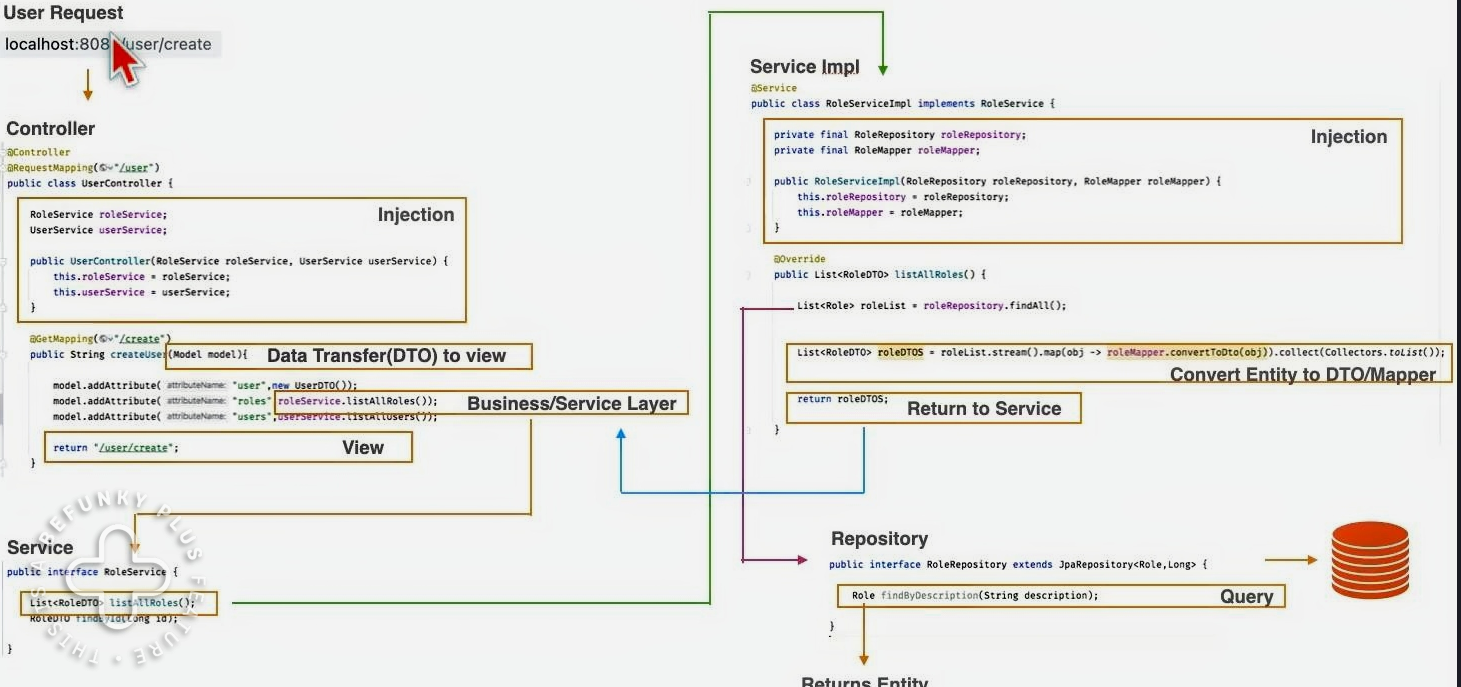 User Request
localhost:808 /user/create
Controller
@Controller
@RequestMapping("/user")
public class UserController {
Injection
RoleService roleService;
UserService userService;
public UserController(RoleService roleService, UserService userService) {
this.roleService = roleService;
this.userService = userService;
}
@GetMapping("/create")
public String createUser(Model model){
Data Transfer(DTO) to view
model.addAttribute( attributeName: "user",new UserDTO());
model.addAttribute( attributeName: "roles",roleService.listAllRoles());
Business/Service Layer
model.addAttribute( attributeName: "users",userService.listAllUsers());
return "/user/create";
View
}
Service
public interface RoleService {
List<RoleDTO> listAllRoles();
RoleDTO findById(Long id);
}
Service Impl
@Service
public class RoleServiceImpl implements RoleService {
private final RoleRepository roleRepository;
Injection
private final RoleMapper roleMapper;
public RoleServiceImpl(RoleRepository roleRepository, RoleMapper roleMapper) {
this.roleRepository = roleRepository;
this.roleMapper = roleMapper;
}
@Override
public List<RoleDTO> listAllRoles() {
List<Role> roleList = roleRepository.findAll();
List<RoleDTO> roleDTOS = roleList.stream().map(obj -> roleMapper.convertToDto(obj)).collect(Collectors.toList());
Convert Entity to DTO/Mapper
return roleDTOS;
Return to Service
}
Repository
public interface RoleRepository extends JpaRepository<Role,Long> {
Role findByDescription(String description);
Query
}
Returns Entity
THIS IS A BEFUNKY PLUS FEATURE